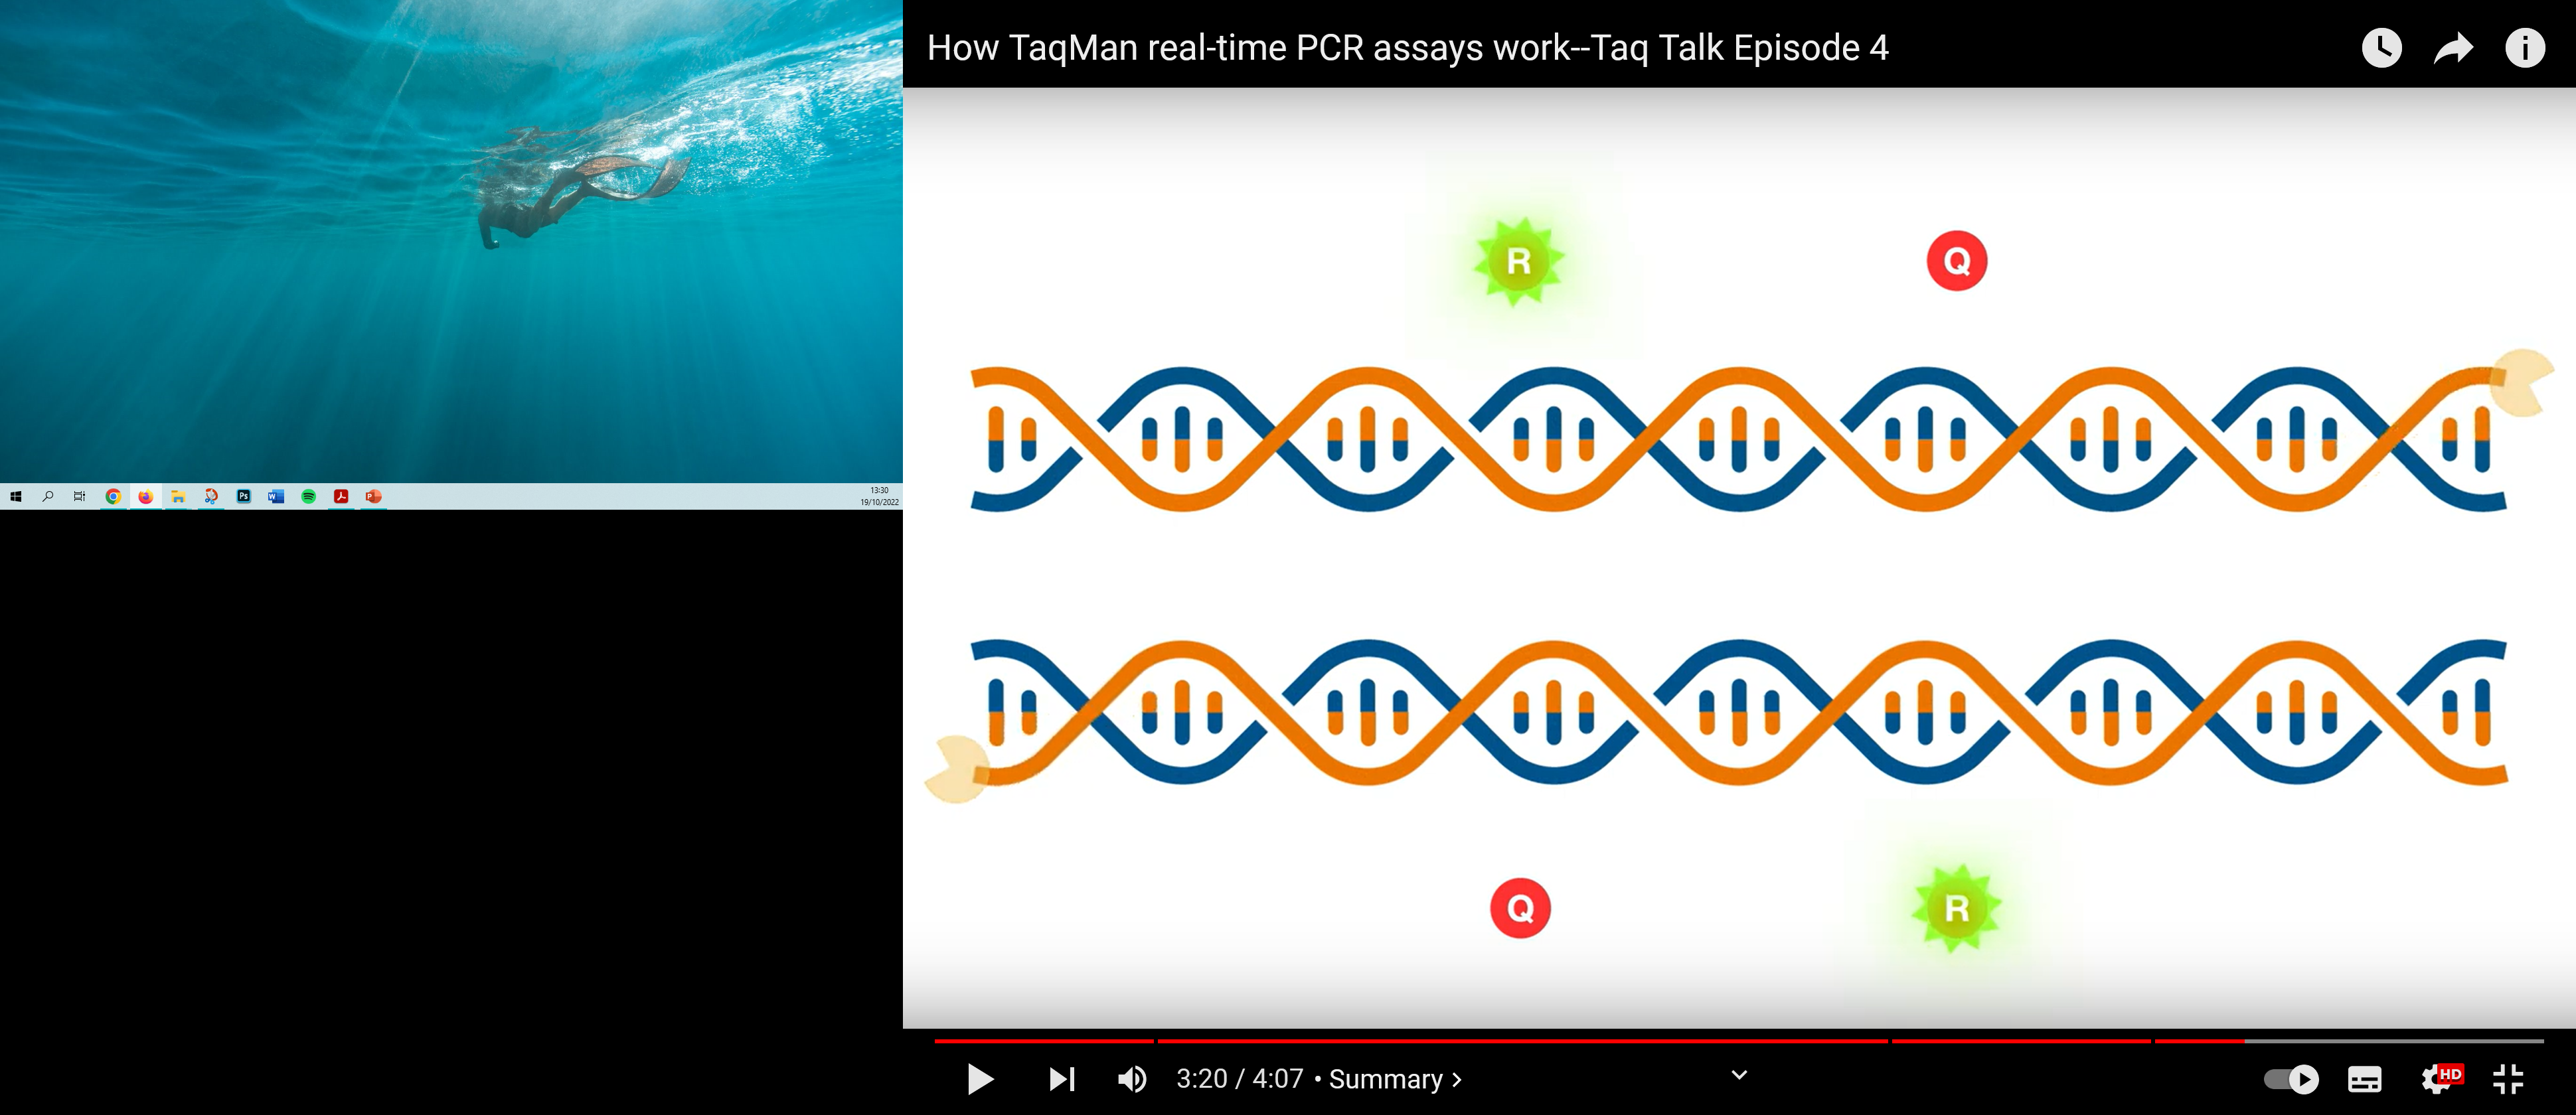 How TaqMan real-time PCR assays work--Taq Talk Episode 4
R
Q
Q
R
Ps
W
P
13:30
19/10/2022
3:20 / 4:07 • Summary
HD